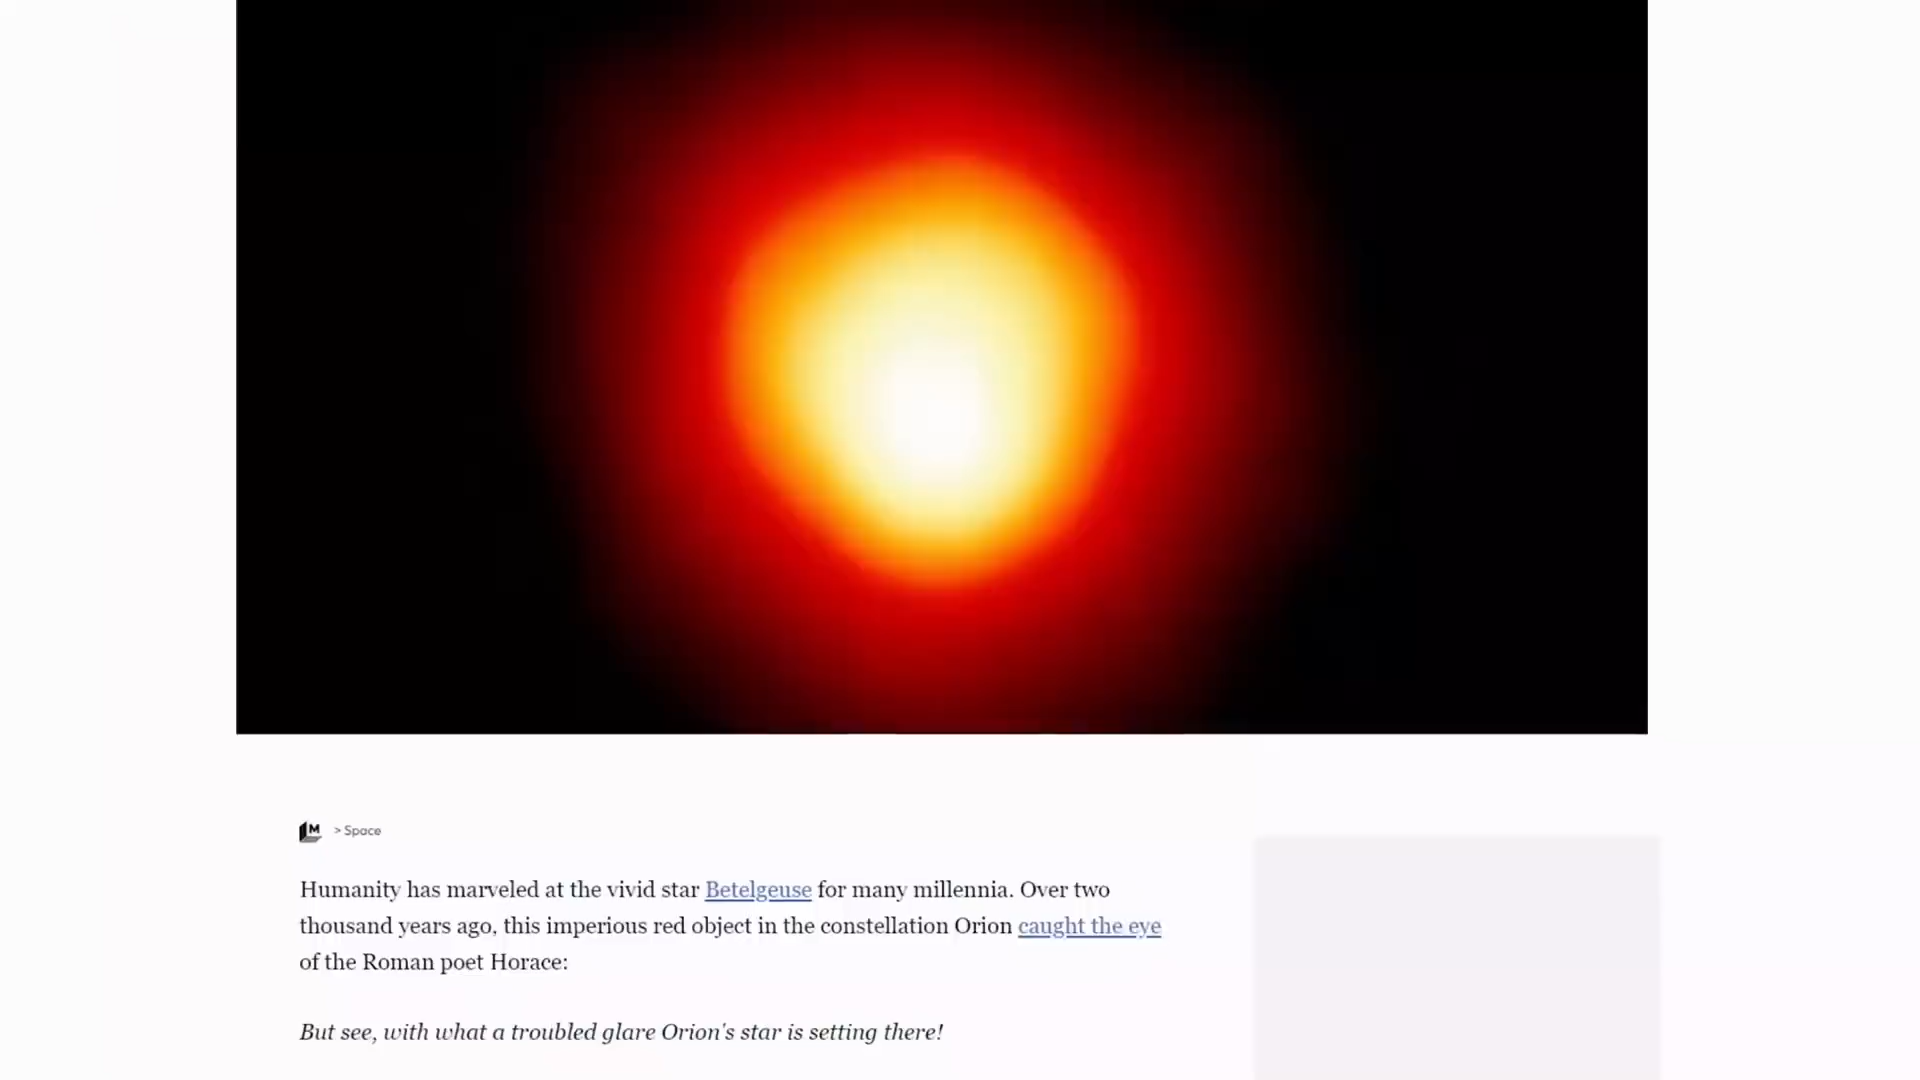 M > Space
Humanity has marveled at the vivid star Betelgeuse for many millennia. Over two
thousand years ago, this imperious red object in the constellation Orion caught the eye
of the Roman poet Horace:
But see, with what a troubled glare Orion's star is setting there!